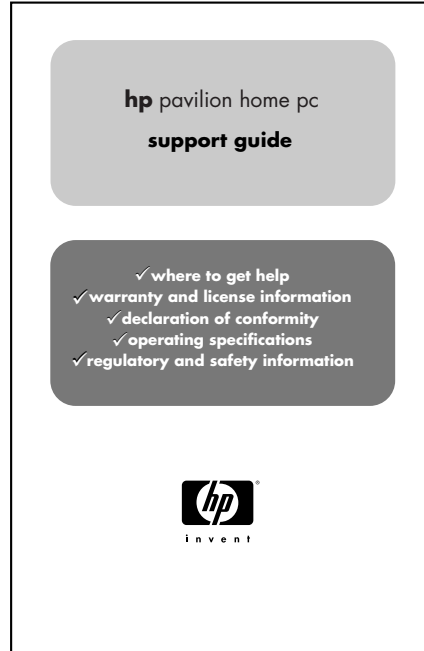 hp pavilion home pc
support guide
✓where to get help
✓warranty and license information
✓declaration of conformity
✓operating specifications
✓regulatory and safety information
hp®
invent